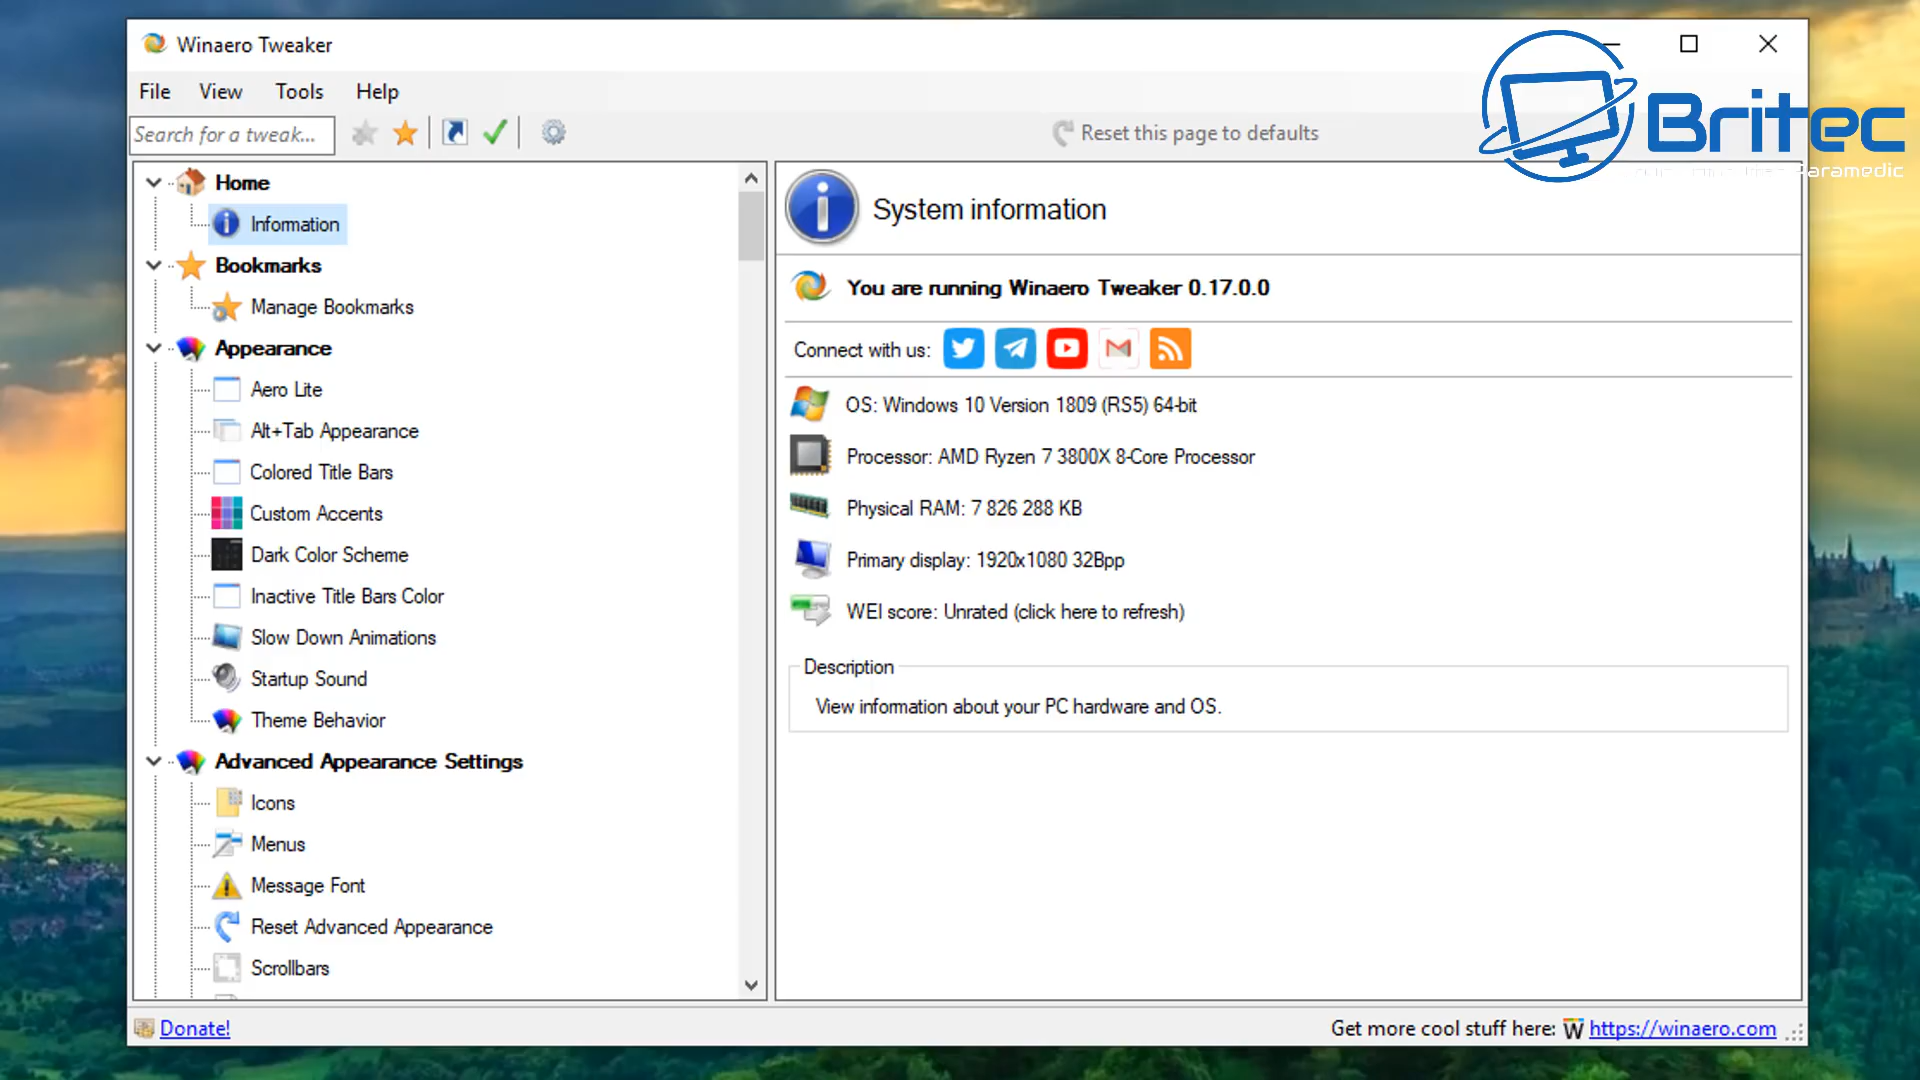 Winaero Tweaker
File View Tools Help
Search for a tweak...
Reset this page to defaults
Britec
Paramedic
Home
Information
Bookmarks
Manage Bookmarks
Appearance
Aero Lite
Alt+Tab Appearance
Colored Title Bars
Custom Accents
Dark Color Scheme
Inactive Title Bars Color
Slow Down Animations
Startup Sound
Theme Behavior
Advanced Appearance Settings
Icons
Menus
Message Font
Reset Advanced Appearance
Scrollbars
System information
You are running Winaero Tweaker 0.17.0.0
Connect with us:
OS: Windows 10 Version 1809 (RS5) 64-bit
Processor: AMD Ryzen 7 3800X 8-Core Processor
Physical RAM: 7 826 288 KB
Primary display: 1920x1080 32Bpp
WEI score: Unrated (click here to refresh)
Description
View information about your PC hardware and OS.
Donate!
Get more cool stuff here: W https://winaero.com